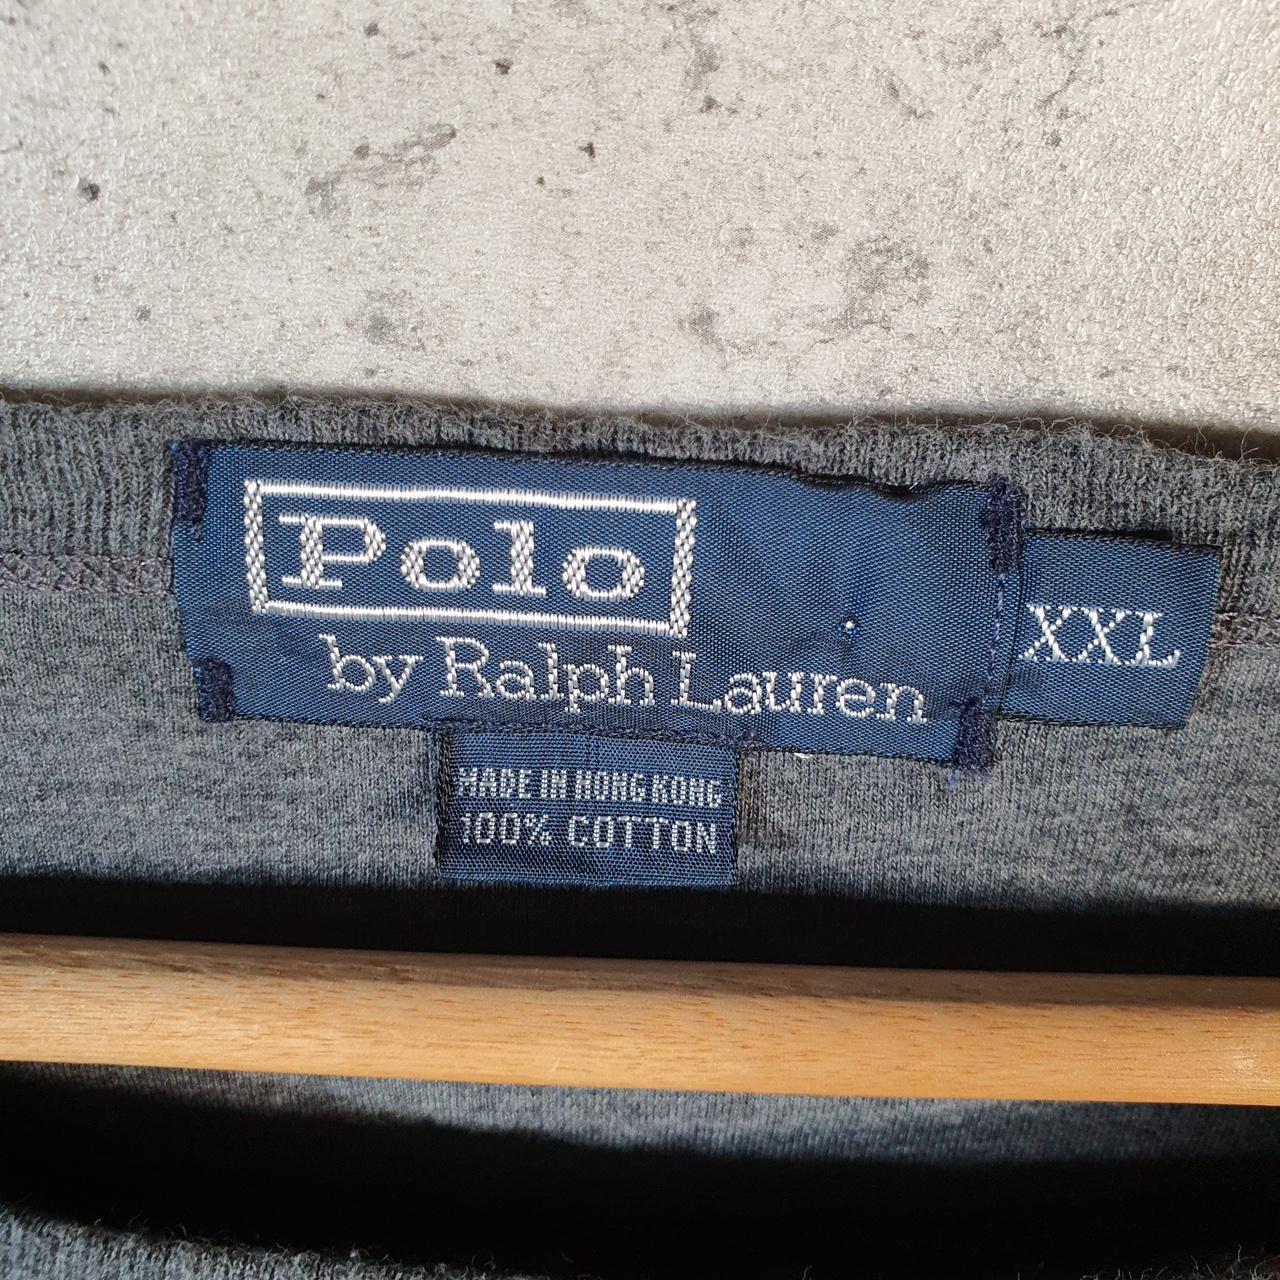 Polo
by Ralph Lauren
XXL
MADE IN HONG KONG
100% COTTON